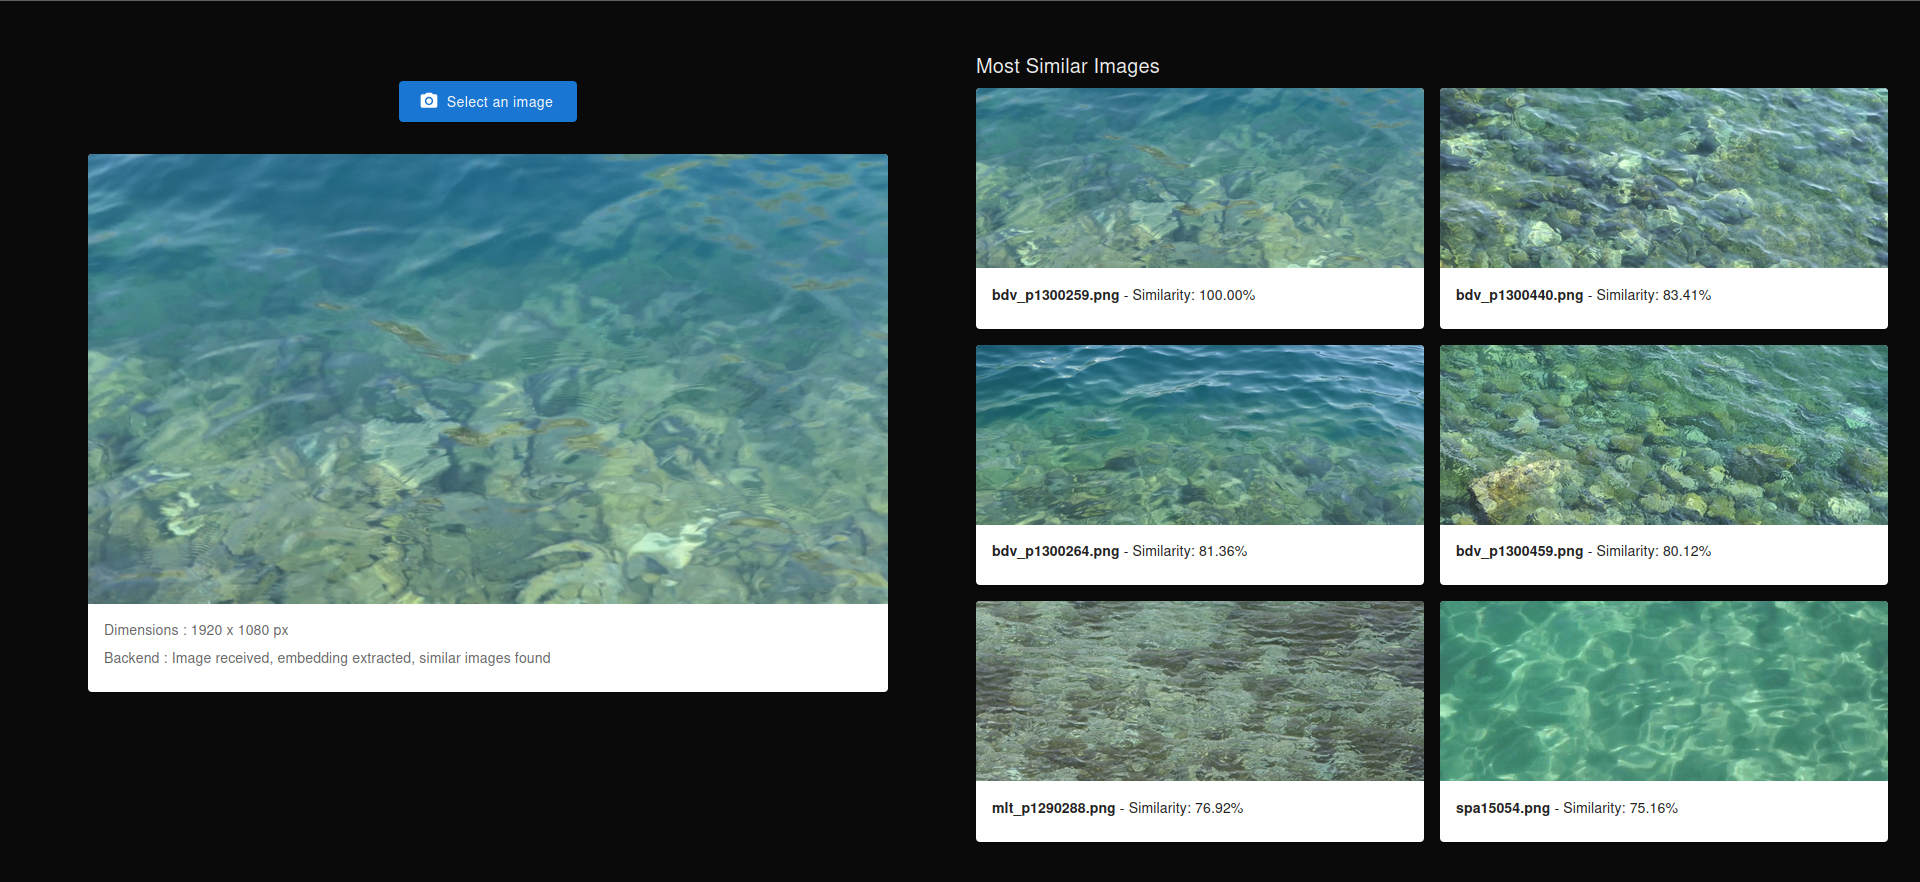 Select an image
Dimensions : 1920 x 1080 px
Backend : Image received, embedding extracted, similar images found
Most Similar Images
bdv_p1300259.png - Similarity: 100.00%
bdv_p1300440.png - Similarity: 83.41%
bdv_p1300264.png - Similarity: 81.36%
bdv_p1300459.png - Similarity: 80.12%
mlt_p1290288.png - Similarity: 76.92%
spa15054.png - Similarity: 75.16%